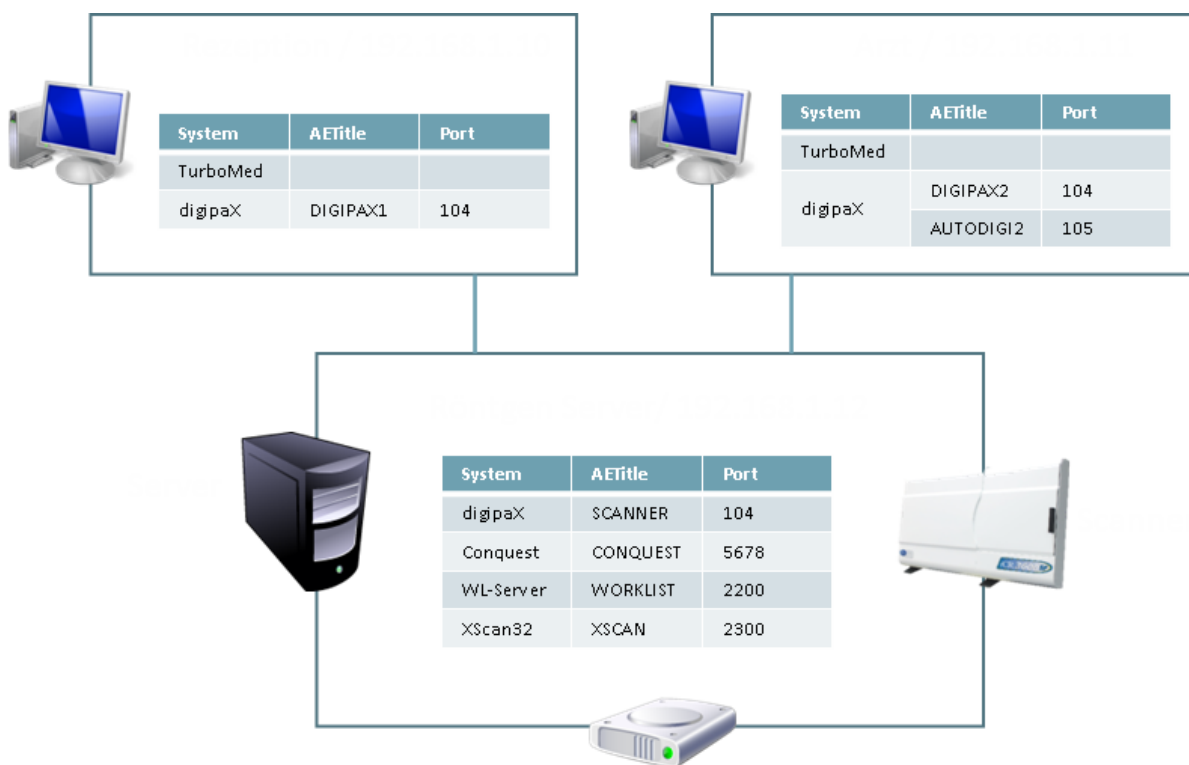 System AETitle Port
TurboMed
digipaX DIGIPAX1 104
System AETitle Port
TurboMed
digipaX
DIGIPAX2 104
AUTODIGI2 105
System AETitle Port
digipaX SCANNER 104
Conquest CONQUEST 5678
WL-Server WORKLIST 2200
XScan32 XSCAN 2300